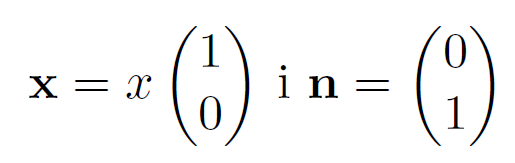 𝐱 = 𝑥 (1 0) i 𝐧 = (0 1)